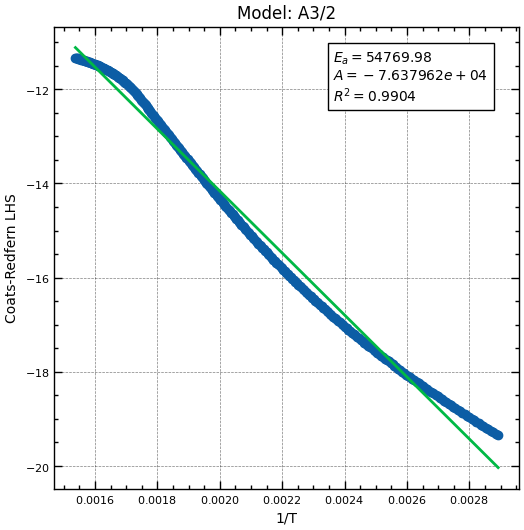 Model: A3/2
E_a = 54769.98
A = −7.637962e + 04
R² = 0.9904
−12
−14
−16
−18
−20
Coats-Redfern LHS
0.0016 0.0018 0.0020 0.0022 0.0024 0.0026 0.0028
1/T